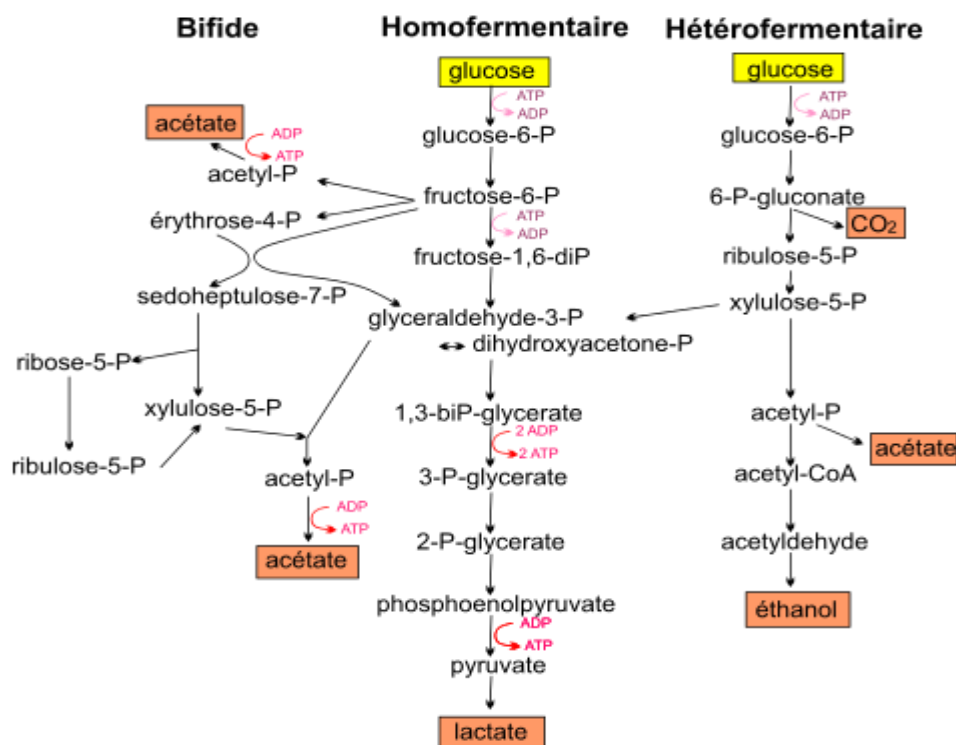 Bifide
Homofermentaire
Hétérofermentaire
glucose
glucose
ATP
ADP
ATP
ADP
acétate
ADP
ATP
glucose-6-P
glucose-6-P
acetyl-P
fructose-6-P
6-P-gluconate
érythrose-4-P
ATP
ADP
CO₂
fructose-1,6-diP
ribulose-5-P
sedoheptulose-7-P
glyceraldehyde-3-P
xylulose-5-P
dihydroxyacetone-P
ribose-5-P
xylulose-5-P
1,3-biP-glycerate
acetyl-P
2 ADP
2 ATP
acétate
ribulose-5-P
acetyl-P
3-P-glycerate
acetyl-CoA
ADP
ATP
2-P-glycerate
acetyldehyde
acétate
phosphoenolpyruvate
éthanol
ADP
ATP
pyruvate
lactate